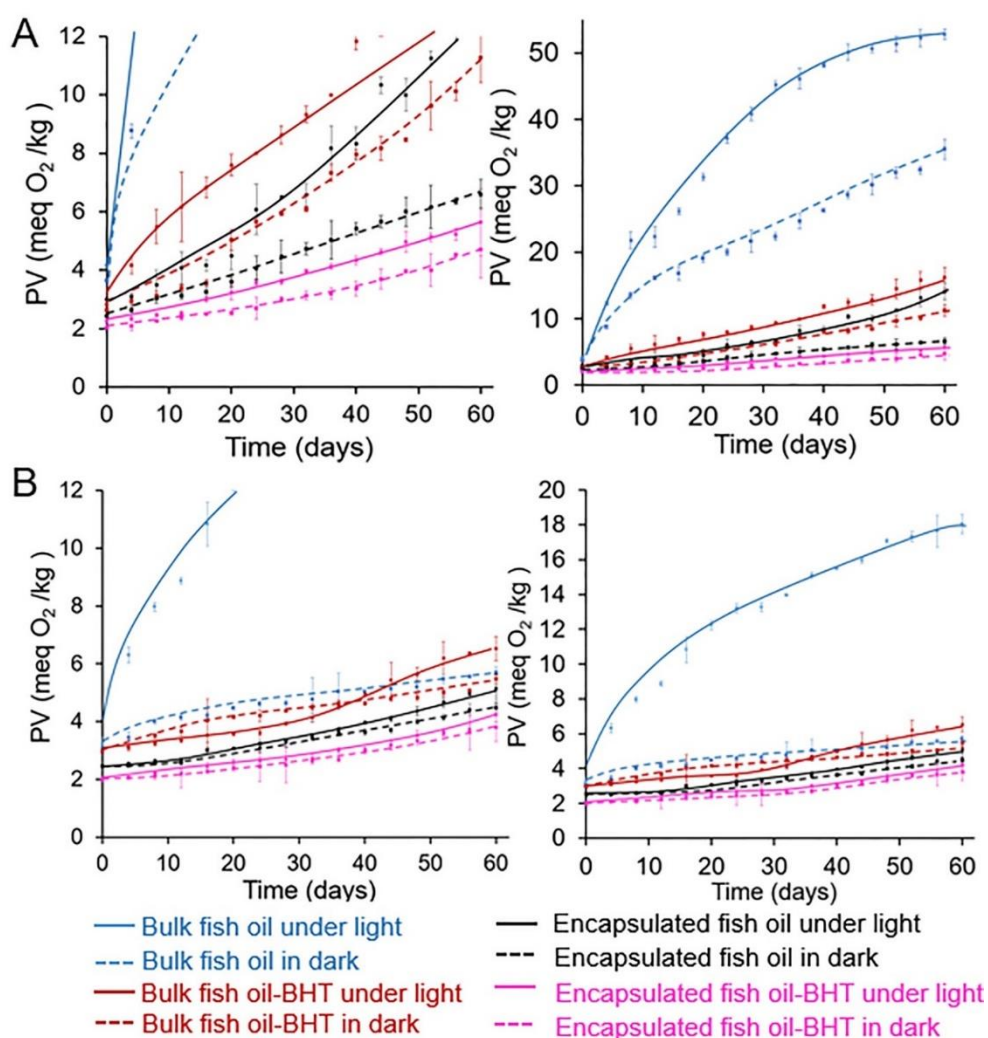 A
PV (meq O2 /kg)
12
10
8
6
4
2
0
0 10 20 30 40 50 60
Time (days)
PV (meq O2 /kg)
50
40
30
20
10
0
0 10 20 30 40 50 60
Time (days)
B
PV (meq O2 /kg)
12
10
8
6
4
2
0
0 10 20 30 40 50 60
Time (days)
PV (meq O2 /kg)
20
18
16
14
12
10
8
6
4
2
0
0 10 20 30 40 50 60
Time (days)
Bulk fish oil under light
Bulk fish oil in dark
Bulk fish oil-BHT under light
Bulk fish oil-BHT in dark
Encapsulated fish oil under light
Encapsulated fish oil in dark
Encapsulated fish oil-BHT under light
Encapsulated fish oil-BHT in dark